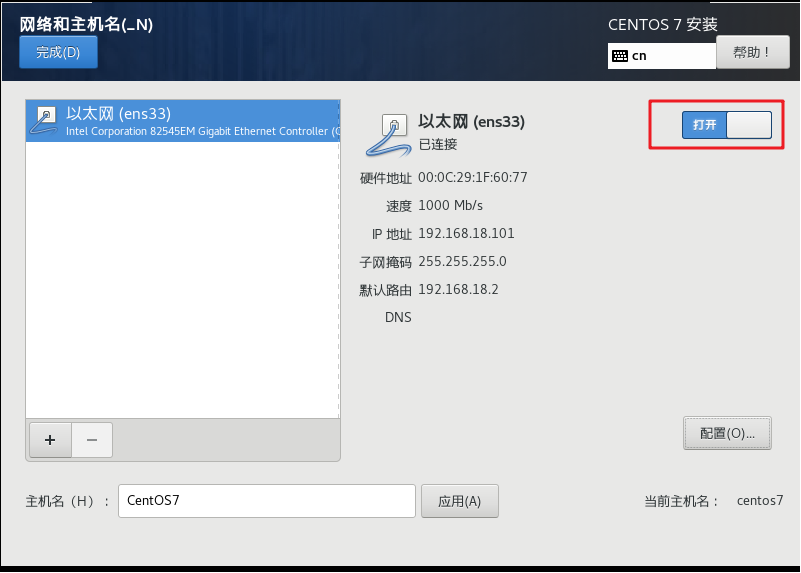 网络和主机名(_N)
CENTOS 7 安装
完成(D)
cn
帮助！
以太网 (ens33)
Intel Corporation 82545EM Gigabit Ethernet Controller (
以太网 (ens33)
已连接
打开
硬件地址 00:0C:29:1F:60:77
速度 1000 Mb/s
IP 地址 192.168.18.101
子网掩码 255.255.255.0
默认路由 192.168.18.2
DNS
+ −
配置(O)...
主机名（H）： CentOS7 应用(A) 当前主机名： centos7